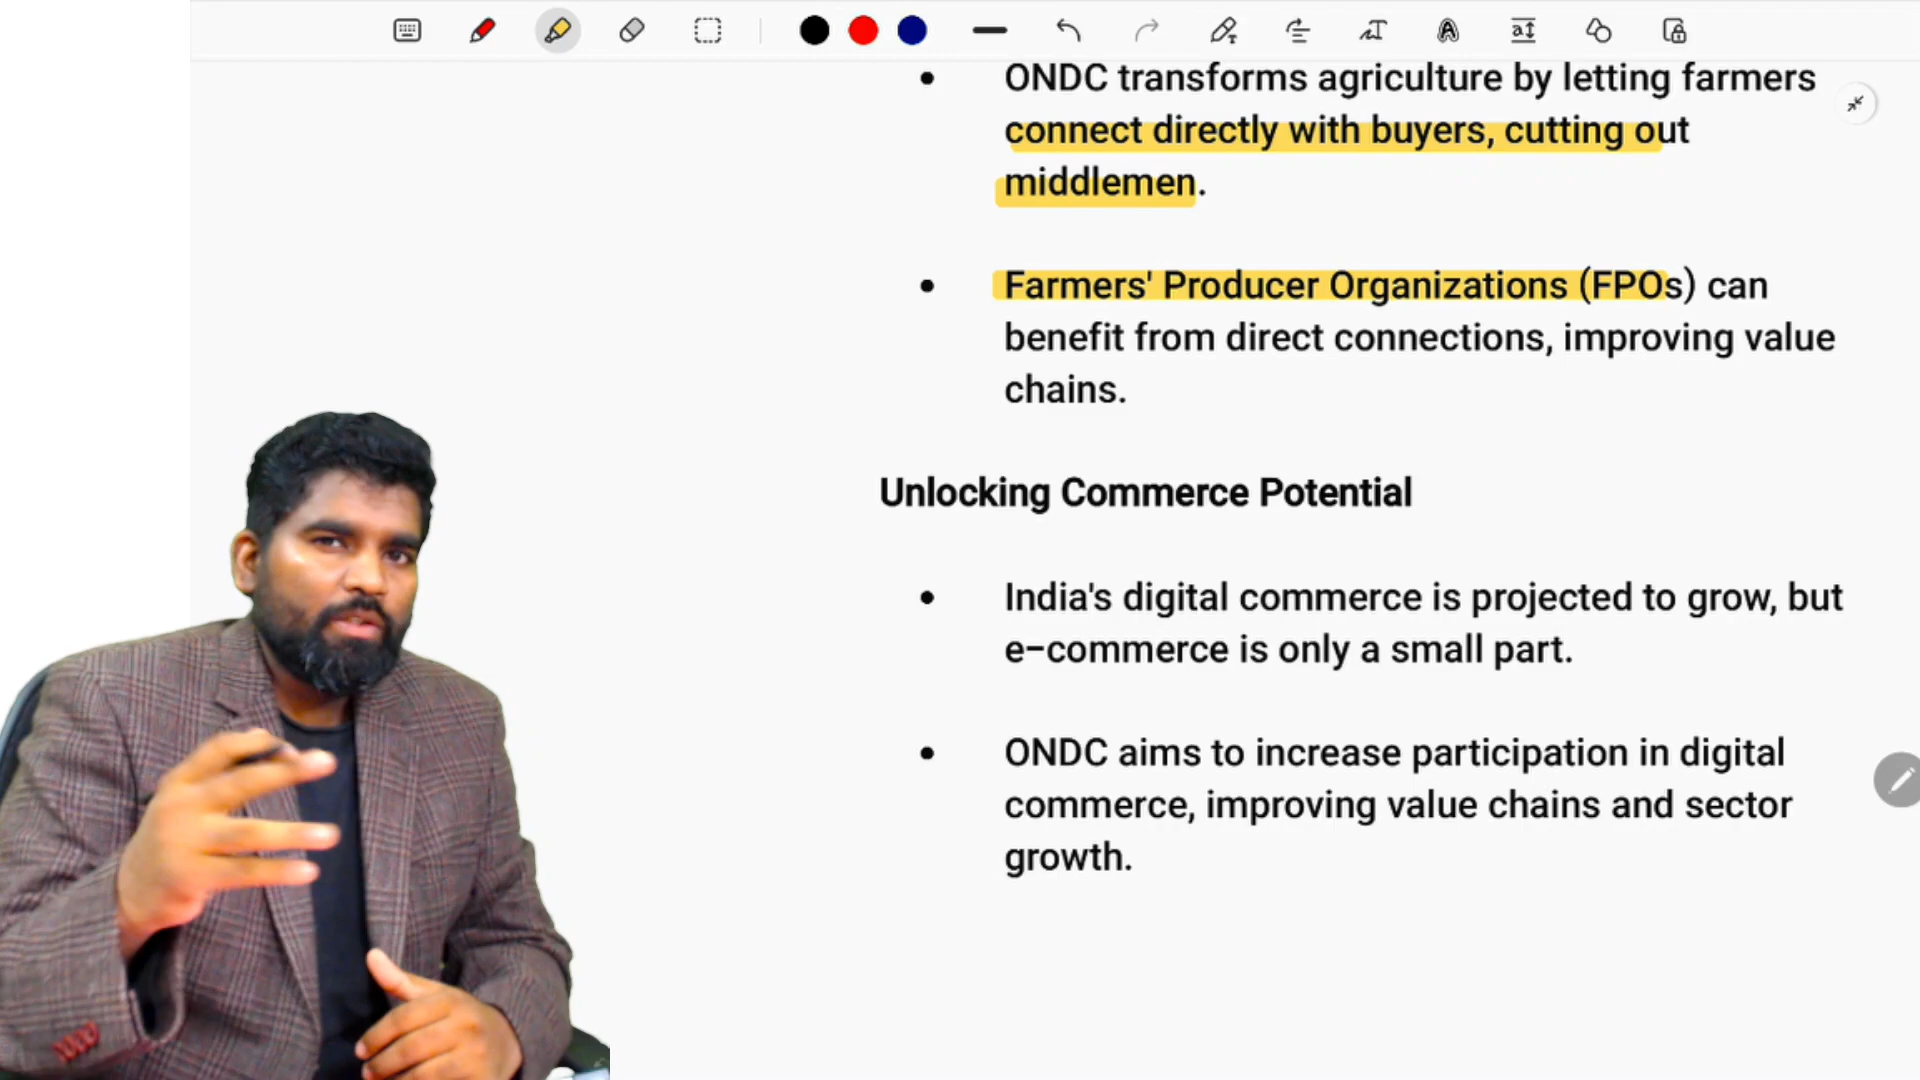 ONDC transforms agriculture by letting farmers
connect directly with buyers, cutting out
middlemen.
Farmers' Producer Organizations (FPOs) can
benefit from direct connections, improving value
chains.
Unlocking Commerce Potential
India's digital commerce is projected to grow, but
e-commerce is only a small part.
ONDC aims to increase participation in digital
commerce, improving value chains and sector
growth.